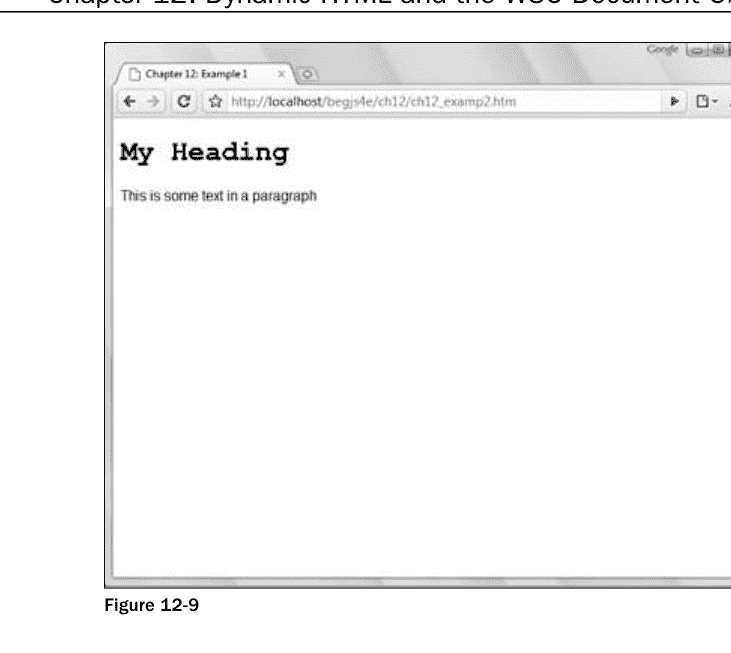 Chapter 12: Dynamic HTML and the W3C Document
Google
Chapter 12: Example 1
http://localhost/begjs4e/ch12/ch12_examp2.htm
My Heading
This is some text in a paragraph
Figure 12-9